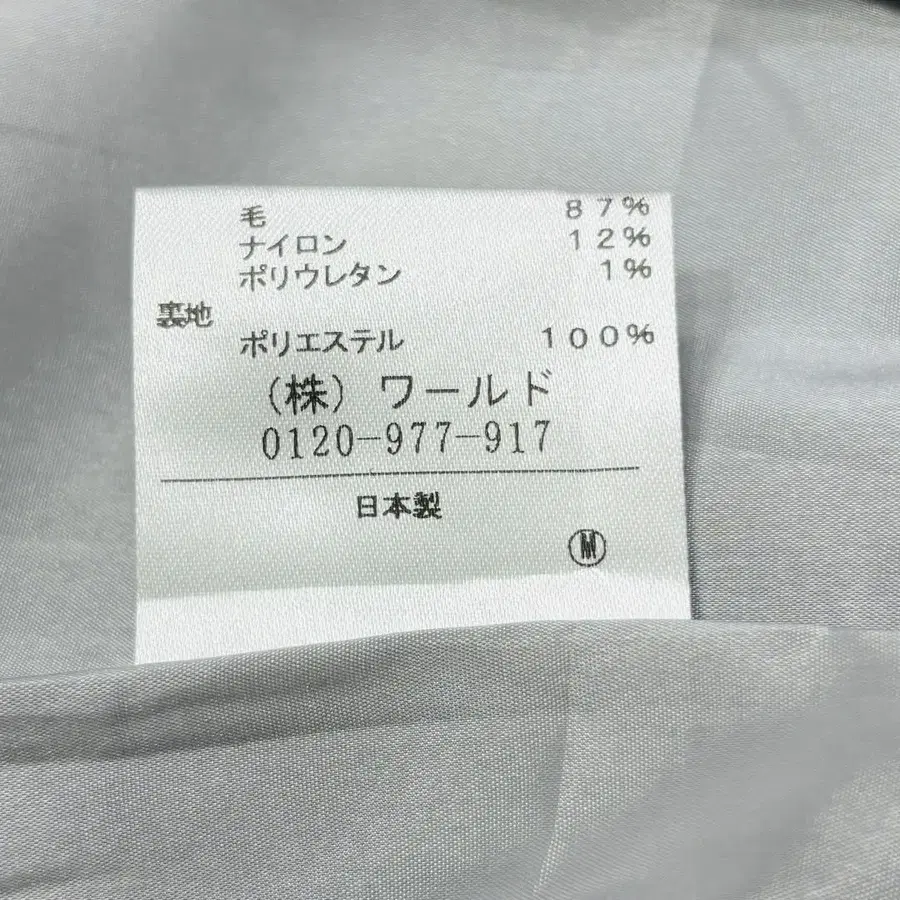 毛 87%
ナイロン 12%
ポリウレタン 1%
裏地
ポリエステル 100%
(株) ワールド
0120-977-917
日本製
Ⓜ